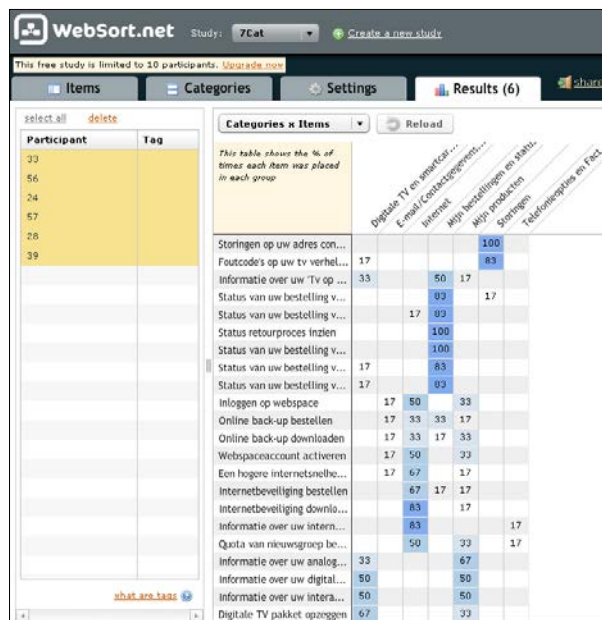 WebSort.net Study: 7Cat Create a new study
This free study is limited to 10 participants. Upgrade now
Items Categories Settings Results (6) share
select all delete
Categories x Items Reload
Participant Tag
33
56
24
57
28
39
what are tags
This table shows the % of
times each item was placed
in each group
Digitale TV en smartcar...
E-mail/Contactgegevens...
Internet
Mijn bestellingen en status...
Mijn producten
Storingen
Telefonieopties en Fact
Storingen op uw adres con... 100
Foutcode's op uw tv verhel... 17 83
Informatie over uw 'Tv op ... 33 50 17
Status van uw bestelling v... 83 17
Status van uw bestelling v... 17 83
Status retourproces inzien 100
Status van uw bestelling v... 100
Status van uw bestelling v... 17 83
Status van uw bestelling v... 17 83
Inloggen op webspace 17 50 33
Online back-up bestellen 17 33 33 17
Online back-up downloaden 17 33 17 33
Webspaceaccount activeren 17 50 33
Een hogere internetsnelhe... 17 67 17
Internetbeveiliging bestellen 67 17 17
Internetbeveiliging downlo... 83 17
Informatie over uw intern... 83 17
Quota van nieuwsgroep be... 50 33 17
Informatie over uw analog... 33 67
Informatie over uw digital... 50 50
Informatie over uw intera... 50 50
Digitale TV pakket opzeggen 67 33